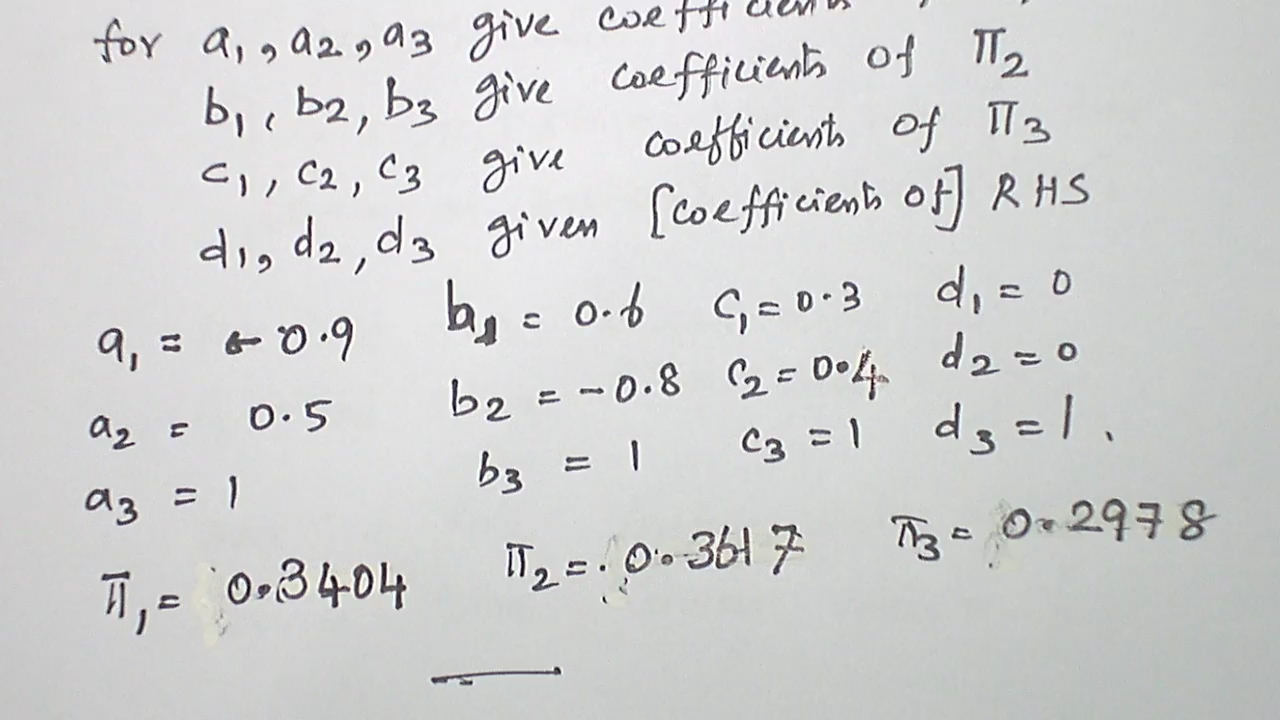 for a₁, a₂, a₃ give coefficients
b₁, b₂, b₃ give coefficients of π₂
c₁, c₂, c₃ give coefficients of π₃
d₁, d₂, d₃ given [coefficients of] RHS
a₁ = -0.9 b₁ = 0.6 c₁ = 0.3 d₁ = 0
a₂ = 0.5 b₂ = -0.8 c₂ = 0.4 d₂ = 0
a₃ = 1 b₃ = 1 c₃ = 1 d₃ = 1.
π₁ = 0.3404 π₂ = 0.3617 π₃ = 0.2978